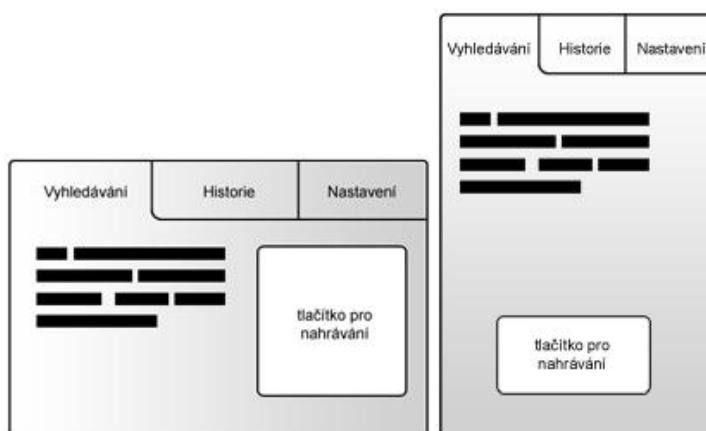 Vyhledávání Historie Nastavení
tlačítko pro
nahrávání
Vyhledávání Historie Nastavení
tlačítko pro
nahrávání